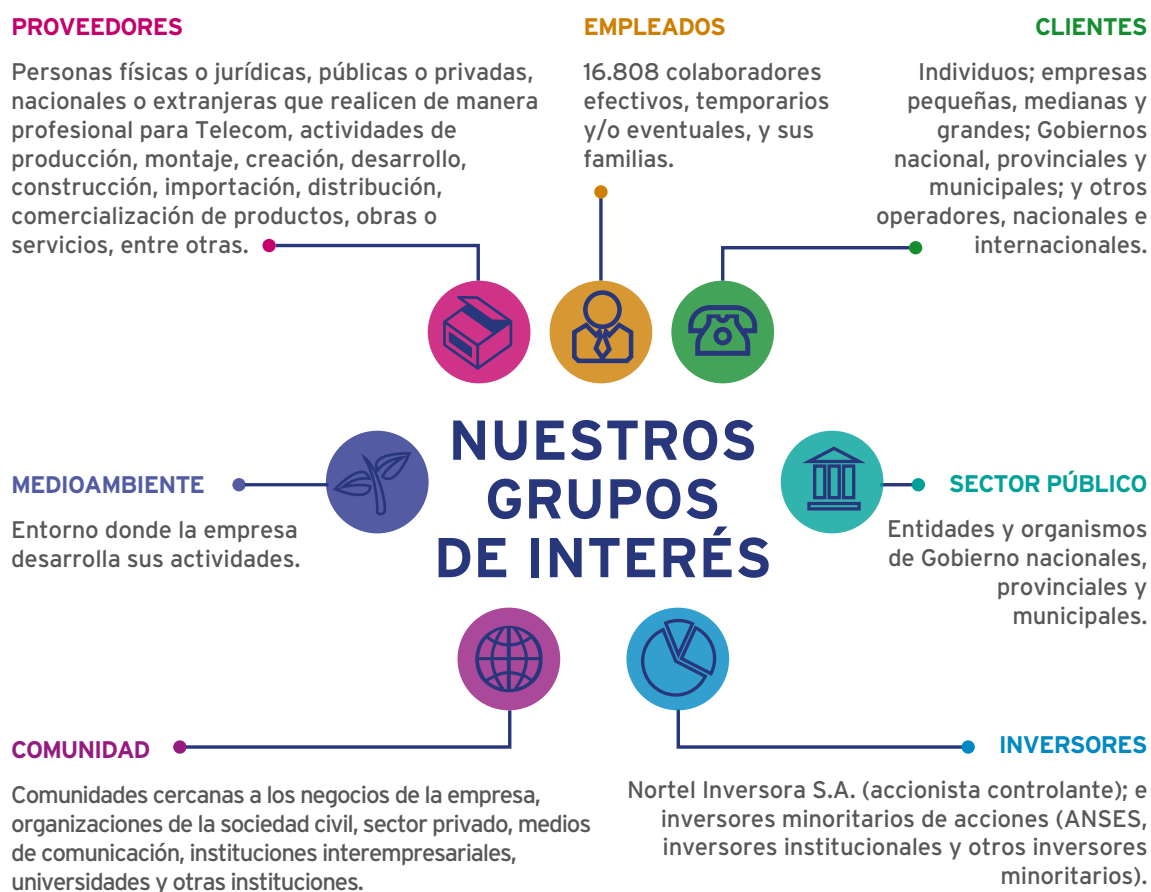 PROVEEDORES
Personas físicas o jurídicas, públicas o privadas,
nacionales o extranjeras que realicen de manera
profesional para Telecom, actividades de
producción, montaje, creación, desarrollo,
construcción, importación, distribución,
comercialización de productos, obras o
servicios, entre otras.
EMPLEADOS
16.808 colaboradores
efectivos, temporarios
y/o eventuales, y sus
familias.
CLIENTES
Individuos; empresas
pequeñas, medianas y
grandes; Gobiernos
nacional, provinciales y
municipales; y otros
operadores, nacionales e
internacionales.
NUESTROS
GRUPOS
DE INTERÉS
MEDIOAMBIENTE
Entorno donde la empresa
desarrolla sus actividades.
SECTOR PÚBLICO
Entidades y organismos
de Gobierno nacionales,
provinciales y
municipales.
COMUNIDAD
Comunidades cercanas a los negocios de la empresa,
organizaciones de la sociedad civil, sector privado, medios
de comunicación, instituciones interempresariales,
universidades y otras instituciones.
INVERSORES
Nortel Inversora S.A. (accionista controlante); e
inversores minoritarios de acciones (ANSES,
inversores institucionales y otros inversores
minoritarios).